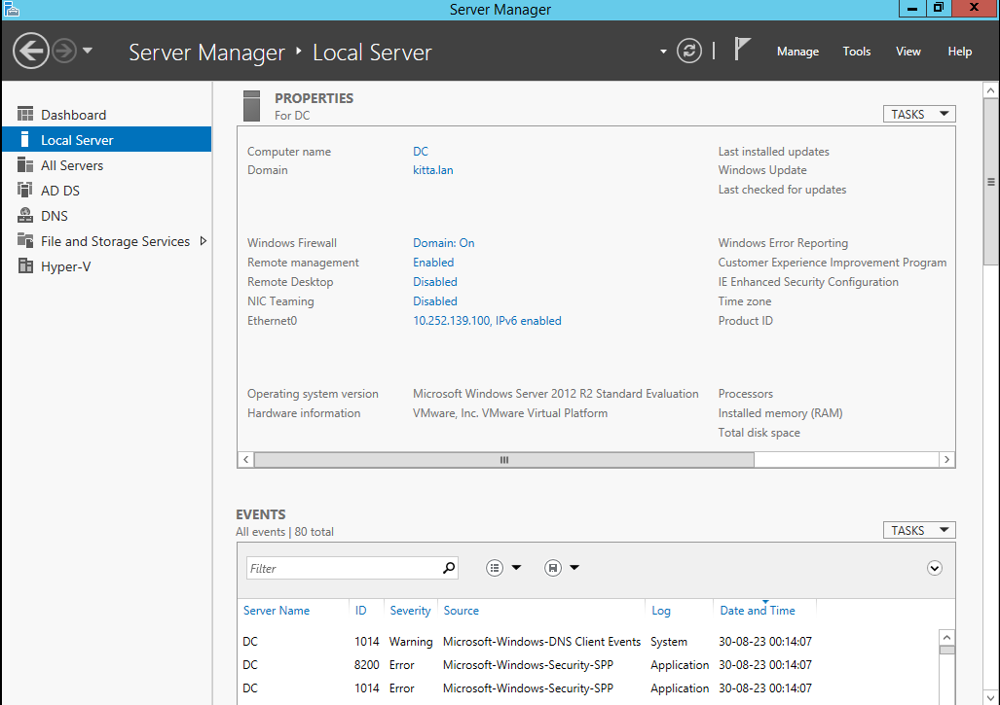 Server Manager
Server Manager ‣ Local Server
Manage Tools View Help
Dashboard
Local Server
All Servers
AD DS
DNS
File and Storage Services
Hyper-V
PROPERTIES
For DC
TASKS
Computer name DC Last installed updates
Domain kitta.lan Windows Update
Last checked for updates
Windows Firewall Domain: On Windows Error Reporting
Remote management Enabled Customer Experience Improvement Program
Remote Desktop Disabled IE Enhanced Security Configuration
NIC Teaming Disabled Time zone
Ethernet0 10.252.139.100, IPv6 enabled Product ID
Operating system version Microsoft Windows Server 2012 R2 Standard Evaluation Processors
Hardware information VMware, Inc. VMware Virtual Platform Installed memory (RAM)
Total disk space
EVENTS
All events | 80 total
TASKS
Filter
Server Name ID Severity Source Log Date and Time
DC 1014 Warning Microsoft-Windows-DNS Client Events System 30-08-23 00:14:07
DC 8200 Error Microsoft-Windows-Security-SPP Application 30-08-23 00:14:07
DC 1014 Error Microsoft-Windows-Security-SPP Application 30-08-23 00:14:07